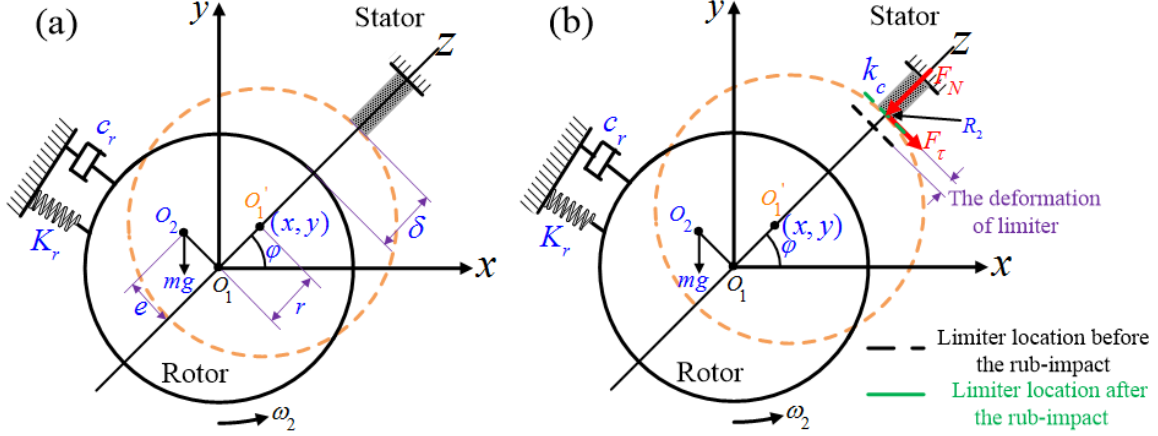 (a)
y
Stator
z
c_r
K_r
O_1'
(x, y)
δ
O_2
φ
x
mg
O_1
e
r
Rotor
ω_2
(b)
y
Stator
z
k_c
F_N
R_2
F_τ
c_r
K_r
The deformation
of limiter
O_1'
(x, y)
O_2
φ
x
mg
O_1
Rotor
ω_2
Limiter location before
the rub-impact
Limiter location after
the rub-impact